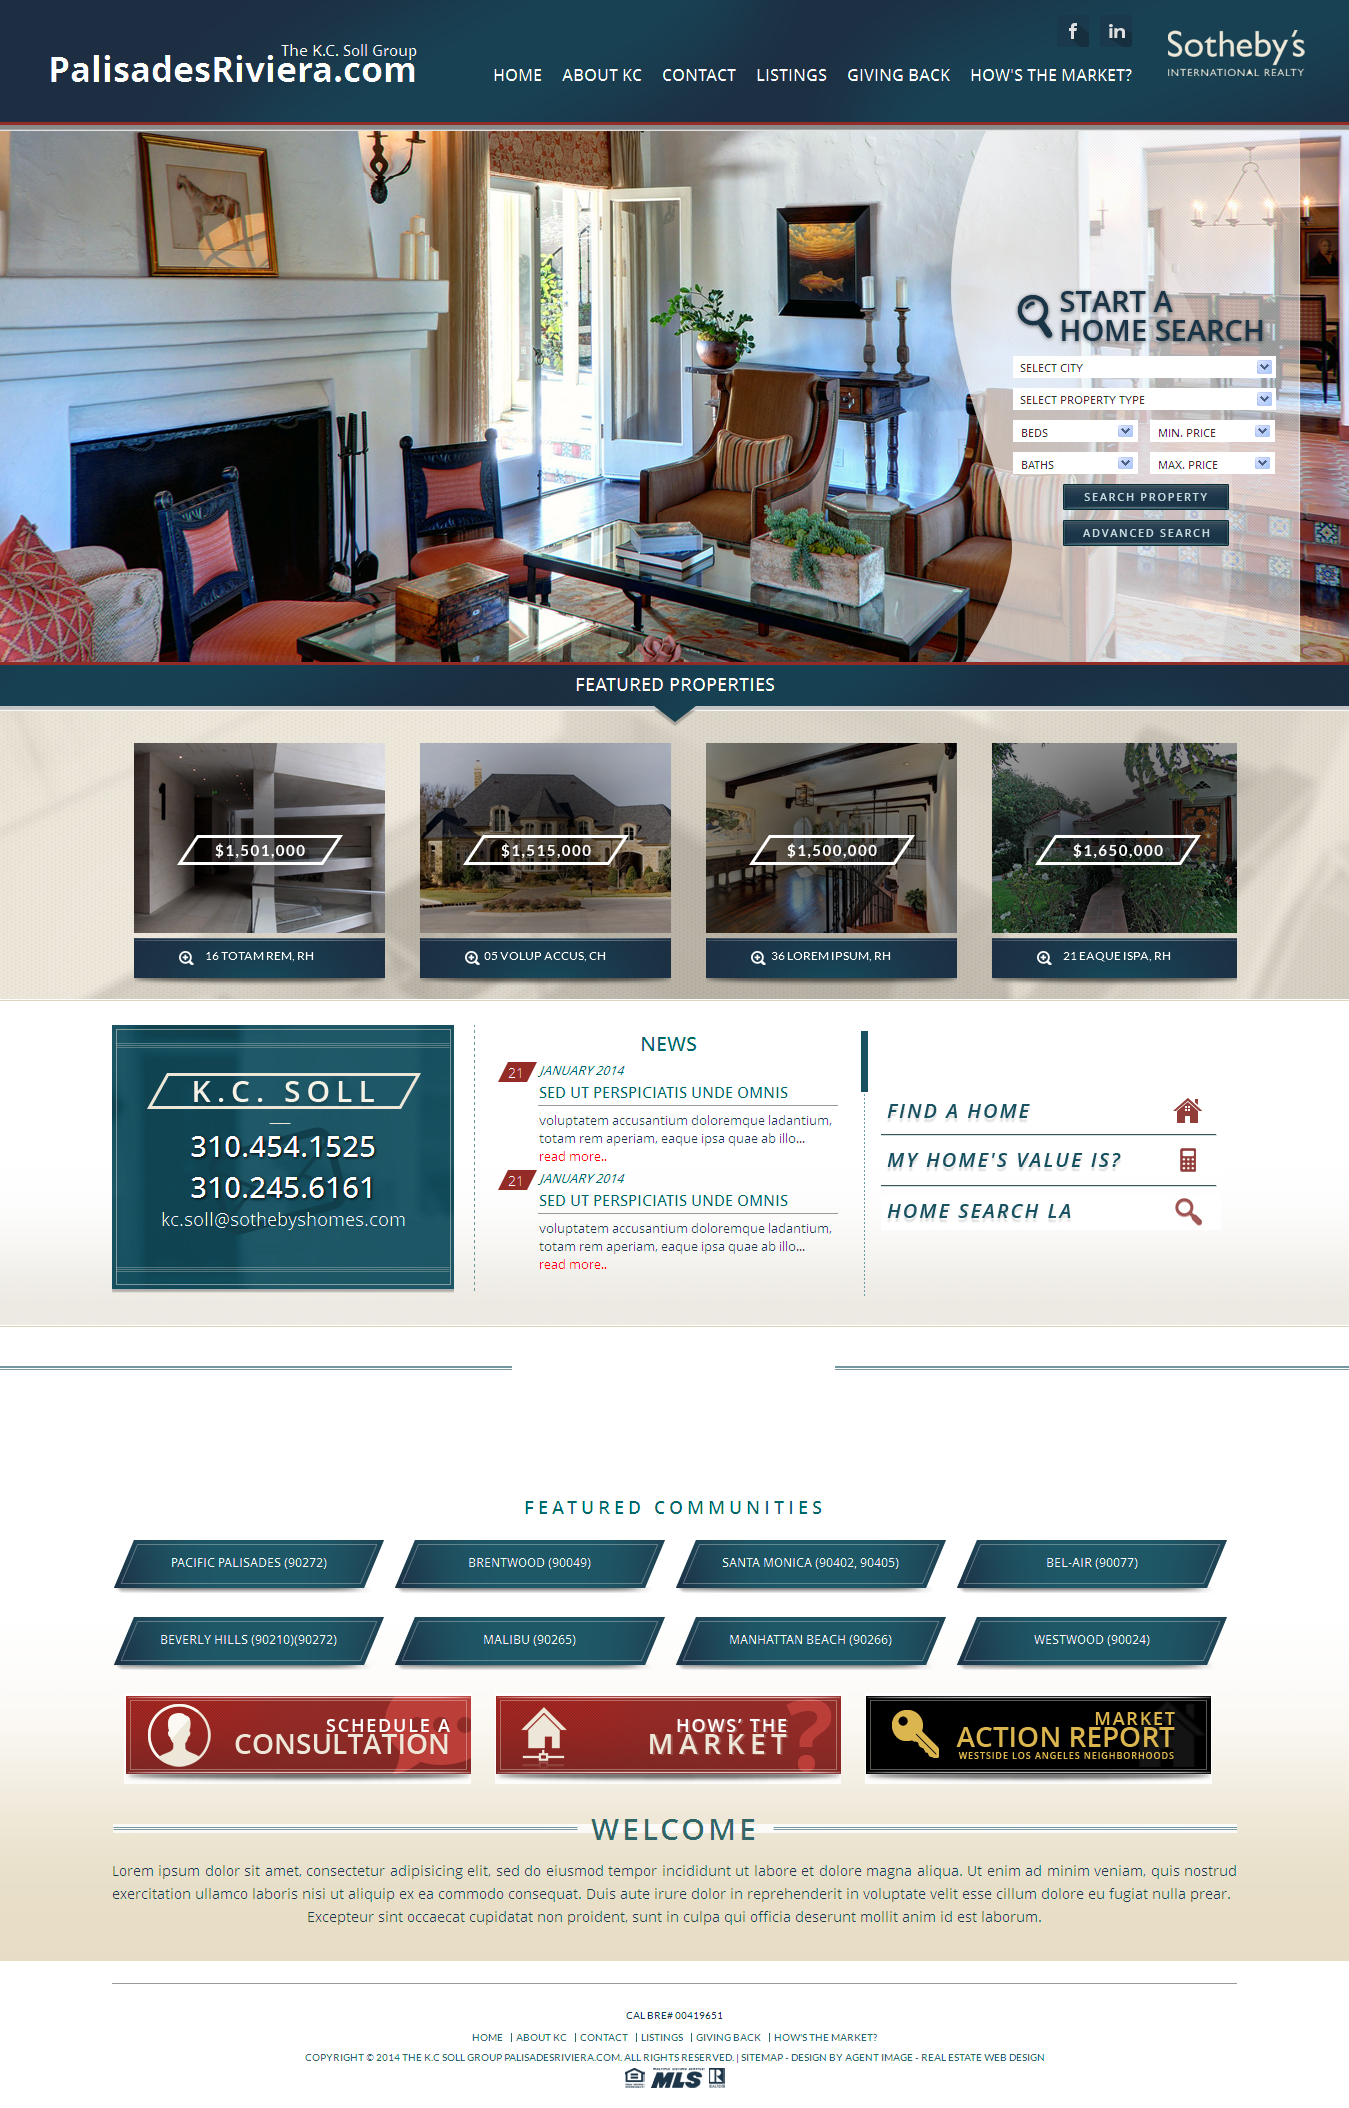 The K.C. Soll Group
PalisadesRiviera.com
HOME ABOUT KC CONTACT LISTINGS GIVING BACK HOW'S THE MARKET?
f in
Sotheby's
INTERNATIONAL REALTY
START A
HOME SEARCH
SELECT CITY
SELECT PROPERTY TYPE
BEDS MIN. PRICE
BATHS MAX. PRICE
SEARCH PROPERTY
ADVANCED SEARCH
FEATURED PROPERTIES
$1,501,000 $1,515,000 $1,500,000 $1,650,000
16 TOTAM REM, RH 05 VOLUP ACCUS, CH 36 LOREM IPSUM, RH 21 EAQUE ISPA, RH
K.C. SOLL
310.454.1525
310.245.6161
kc.soll@sothebyshomes.com
NEWS
21 JANUARY 2014
SED UT PERSPICIATIS UNDE OMNIS
voluptatem accusantium doloremque ladantium,
totam rem aperiam, eaque ipsa quae ab illo...
read more..
21 JANUARY 2014
SED UT PERSPICIATIS UNDE OMNIS
voluptatem accusantium doloremque ladantium,
totam rem aperiam, eaque ipsa quae ab illo...
read more..
FIND A HOME
MY HOME'S VALUE IS?
HOME SEARCH LA
FEATURED COMMUNITIES
PACIFIC PALISADES (90272) BRENTWOOD (90049) SANTA MONICA (90402, 90405) BEL-AIR (90077)
BEVERLY HILLS (90210)(90272) MALIBU (90265) MANHATTAN BEACH (90266) WESTWOOD (90024)
SCHEDULE A
CONSULTATION
HOWS' THE
MARKET ?
MARKET
ACTION REPORT
WESTSIDE LOS ANGELES NEIGHBORHOODS
WELCOME
Lorem ipsum dolor sit amet, consectetur adipisicing elit, sed do eiusmod tempor incididunt ut labore et dolore magna aliqua. Ut enim ad minim veniam, quis nostrud
exercitation ullamco laboris nisi ut aliquip ex ea commodo consequat. Duis aute irure dolor in reprehenderit in voluptate velit esse cillum dolore eu fugiat nulla prear.
Excepteur sint occaecat cupidatat non proident, sunt in culpa qui officia deserunt mollit anim id est laborum.
CAL BRE# 00419651
HOME | ABOUT KC | CONTACT | LISTINGS | GIVING BACK | HOW'S THE MARKET?
COPYRIGHT © 2014 THE K.C SOLL GROUP PALISADESRIVIERA.COM. ALL RIGHTS RESERVED. | SITEMAP - DESIGN BY AGENT IMAGE - REAL ESTATE WEB DESIGN
MLS R